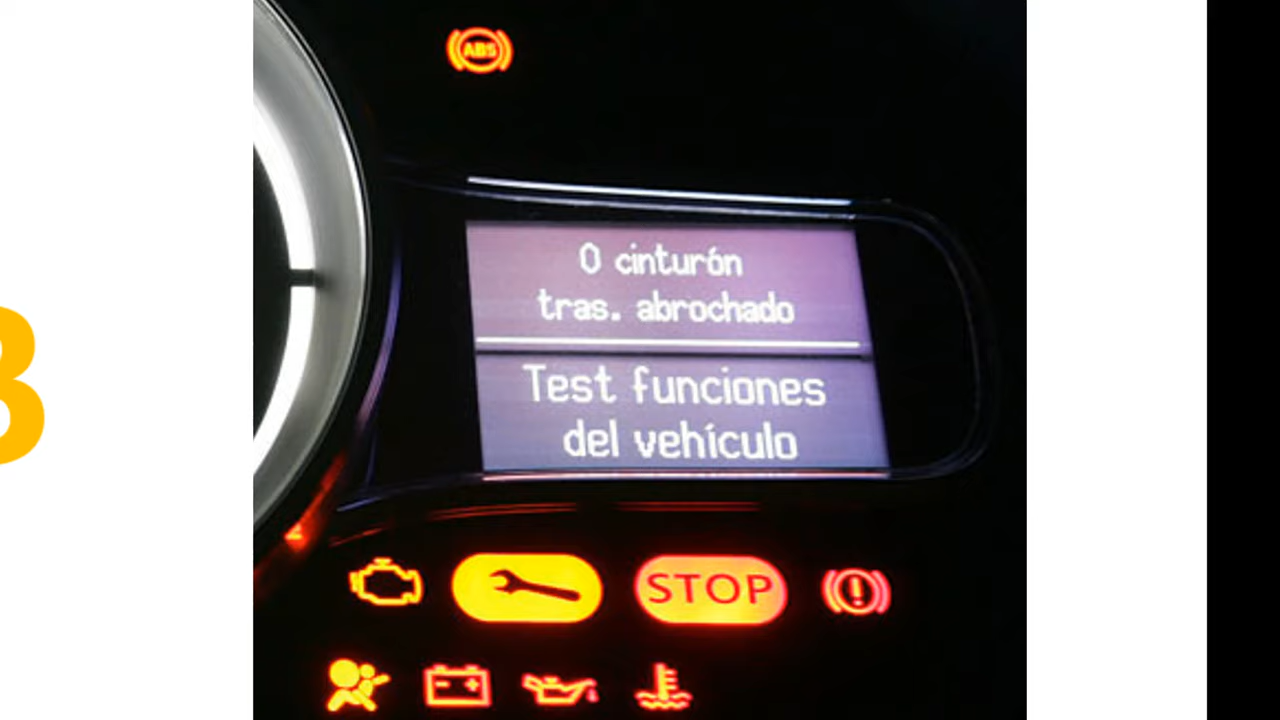 ABS
0 cinturón
tras. abrochado
Test funciones
del vehículo
STOP